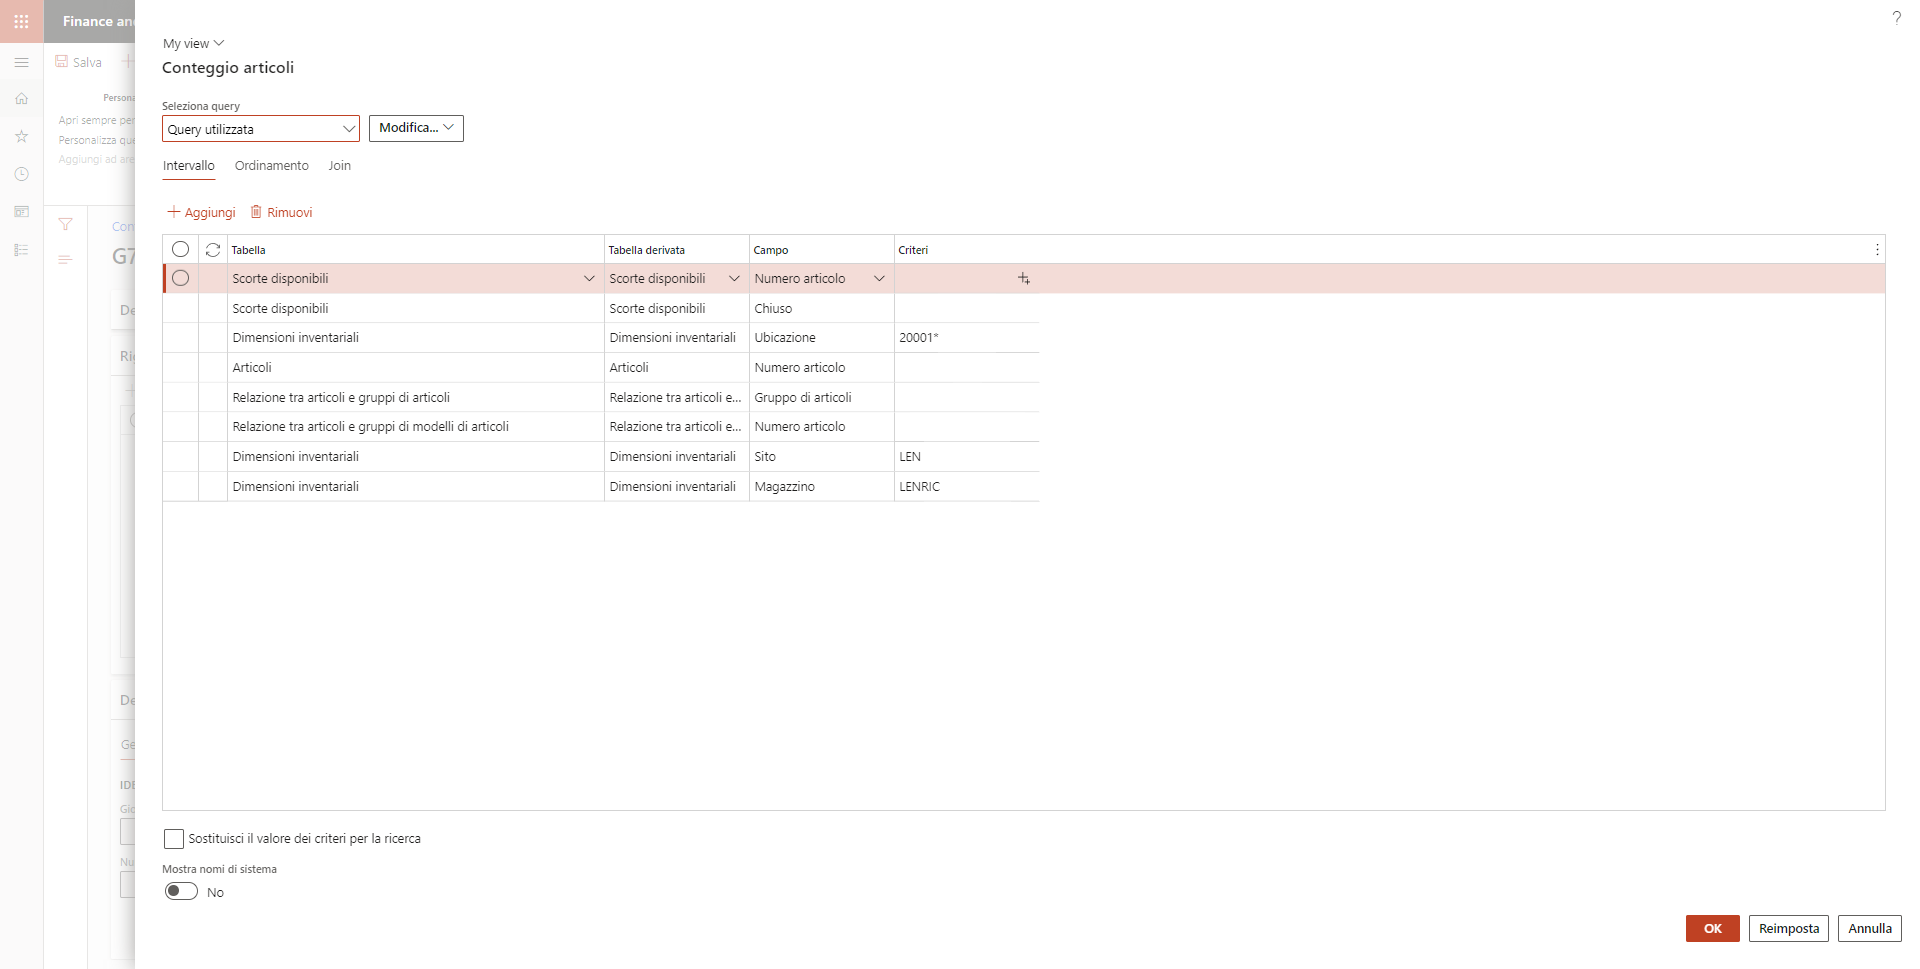 Finance an
?
Salva
Persona
Apri sempre per
Personalizza que
Aggiungi ad are
Con
G7
De
Rig
De
Ge
IDE
Gio
Nu
My view
Conteggio articoli
Seleziona query
Query utilizzata Modifica...
Intervallo Ordinamento Join
Aggiungi Rimuovi
Tabella Tabella derivata Campo Criteri
Scorte disponibili Scorte disponibili Numero articolo
Scorte disponibili Scorte disponibili Chiuso
Dimensioni inventariali Dimensioni inventariali Ubicazione 20001*
Articoli Articoli Numero articolo
Relazione tra articoli e gruppi di articoli Relazione tra articoli e... Gruppo di articoli
Relazione tra articoli e gruppi di modelli di articoli Relazione tra articoli e... Numero articolo
Dimensioni inventariali Dimensioni inventariali Sito LEN
Dimensioni inventariali Dimensioni inventariali Magazzino LENRIC
Sostituisci il valore dei criteri per la ricerca
Mostra nomi di sistema
No
OK Reimposta Annulla